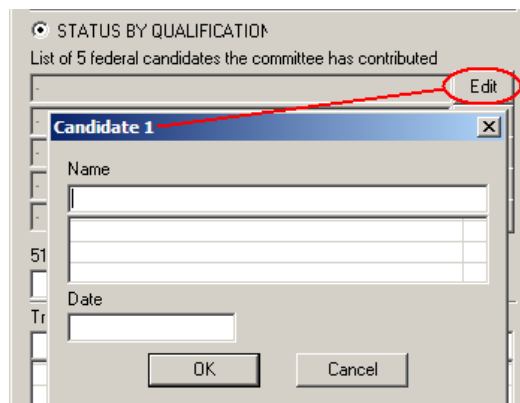 STATUS BY QUALIFICATION
List of 5 federal candidates the committee has contributed
- Edit
-
-
-
-
Candidate 1
Name
51
Date
Tr
OK Cancel